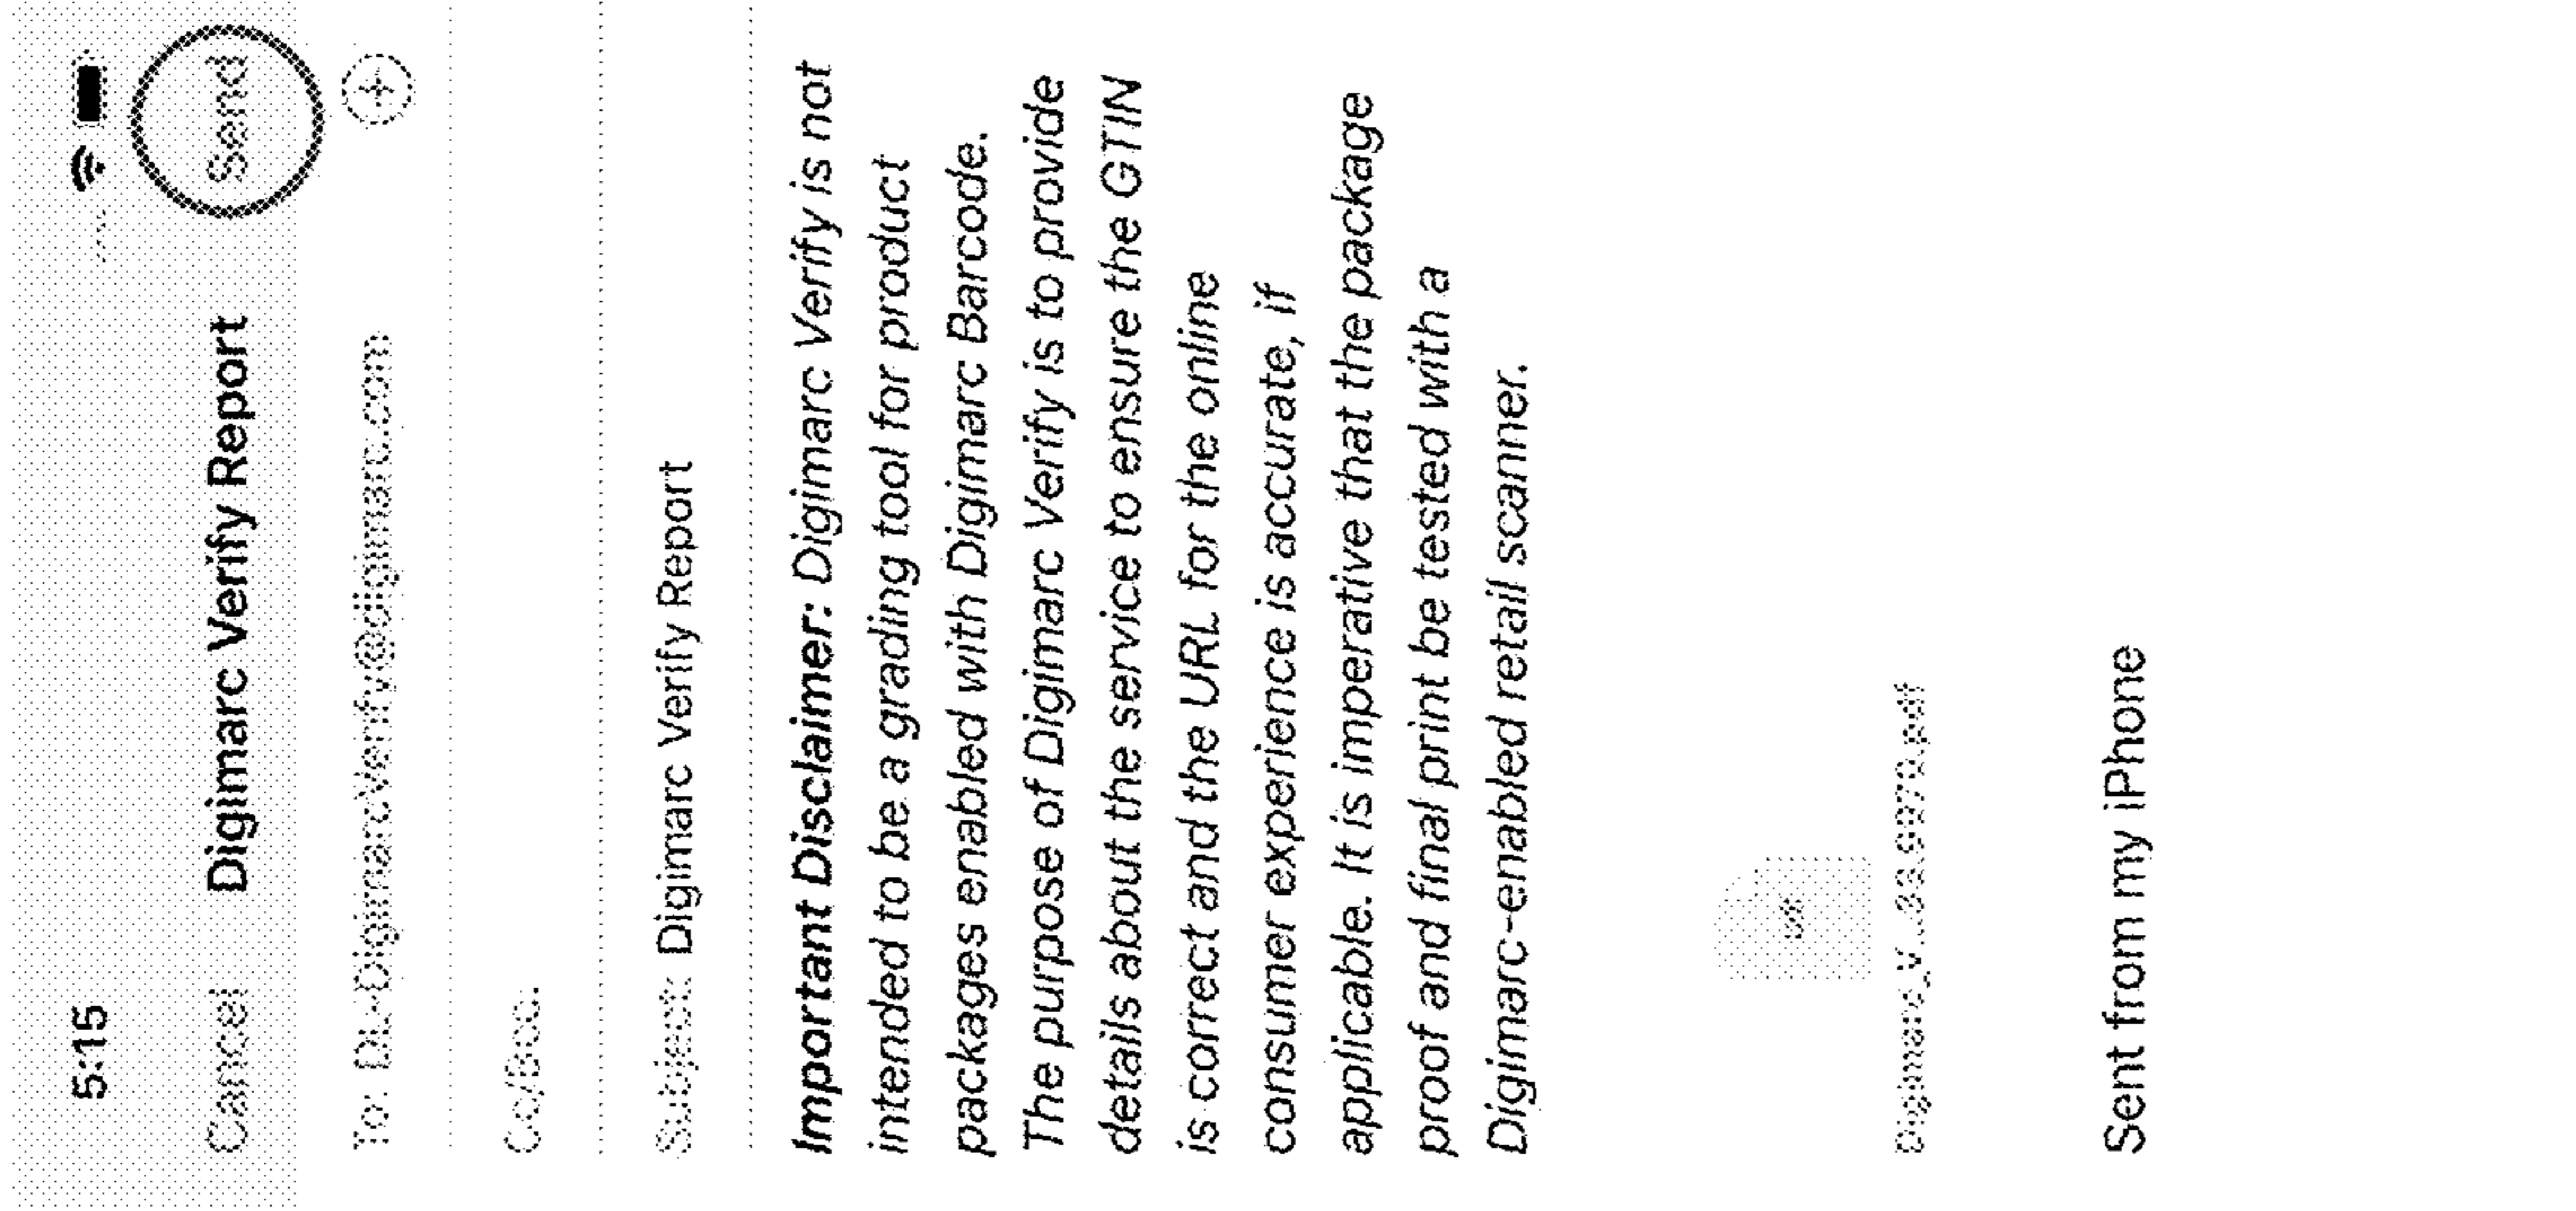 5:15
Cancel Digimarc Verify Report Send
To: DL-DigimarcVerify@digimarc.com
Cc/Bcc:
Subject: Digimarc Verify Report
Important Disclaimer: Digimarc Verify is not
intended to be a grading tool for product
packages enabled with Digimarc Barcode.
The purpose of Digimarc Verify is to provide
details about the service to ensure the GTIN
is correct and the URL for the online
consumer experience is accurate, if
applicable. It is imperative that the package
proof and final print be tested with a
Digimarc-enabled retail scanner.
Sent from my iPhone